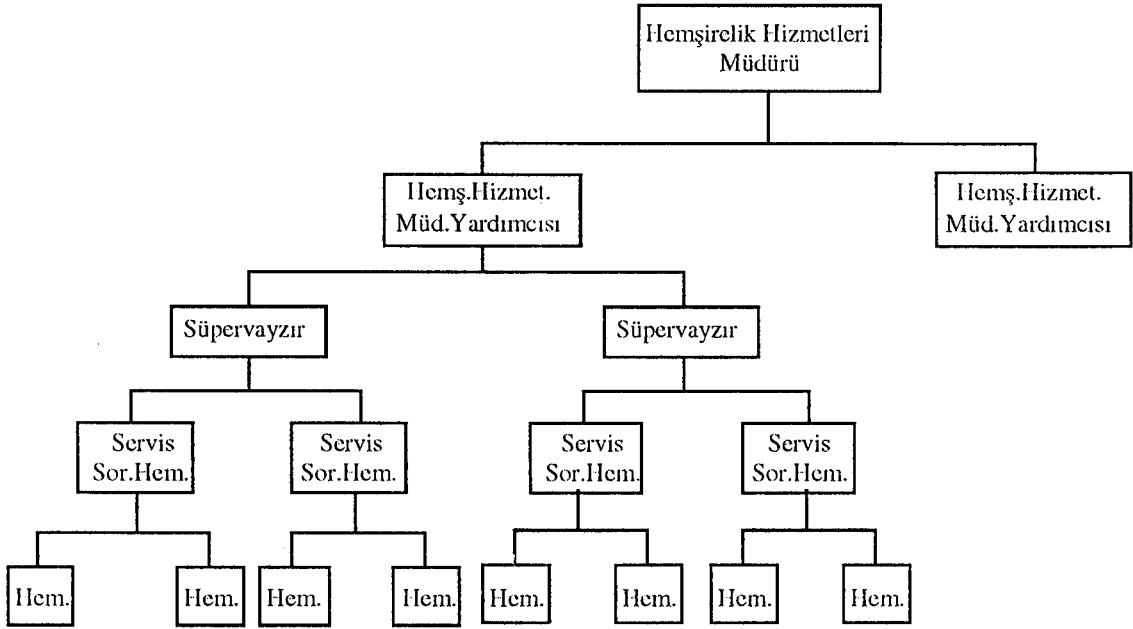 Hemşirelik Hizmetleri
Müdürü
Hemş.Hizmet.
Müd.Yardımcısı
Hemş.Hizmet.
Müd.Yardımcısı
Süpervayzır
Süpervayzır
Servis
Sor.Hem.
Servis
Sor.Hem.
Servis
Sor.Hem.
Servis
Sor.Hem.
Hem.
Hem.
Hem.
Hem.
Hem.
Hem.
Hem.
Hem.